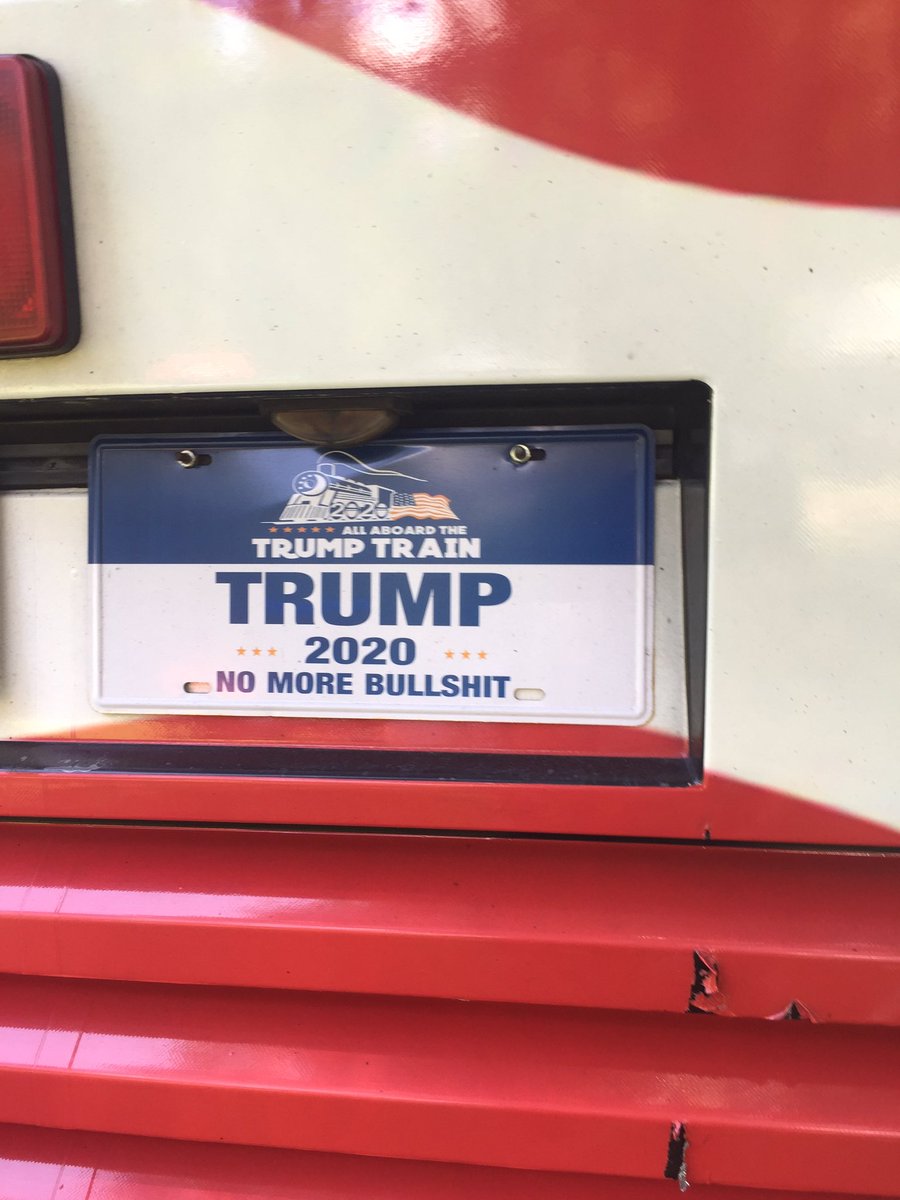 2020
ALL ABOARD THE
TRUMP TRAIN
TRUMP
2020
NO MORE BULLSHIT